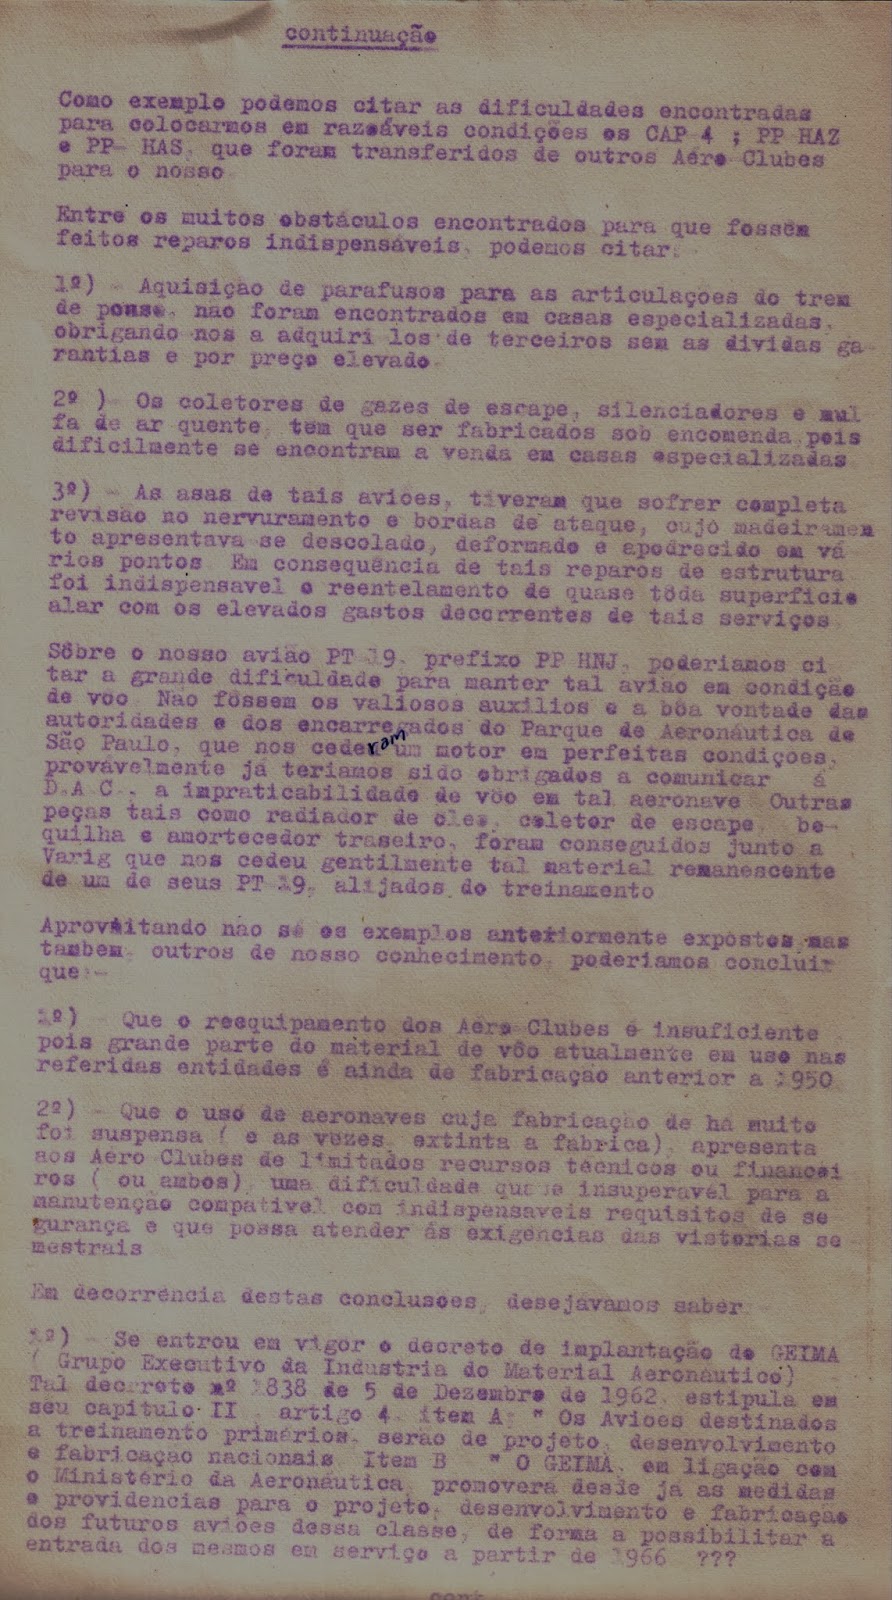 continuação
Como exemplo podemos citar as dificuldades encontradas
para colocarmos em razoáveis condições os CAP 4 ; PP HAZ
e PP- HAS, que foram transferidos de outros Aéro Clubes
para o nosso
Entre os muitos obstáculos encontrados para que fossem
feitos reparos indispensáveis, podemos citar:
1º) - Aquisição de parafusos para as articulações do trem
de pouso, não foram encontrados em casas especializadas,
obrigando nos a adquiri los de terceiros sem as dividas ga
rantias e por preço elevado.
2º ) - Os coletores de gazes de escape, silenciadores e mul
fa de ar quente, tem que ser fabricados sob encomenda, pois
dificilmente se encontram a venda em casas especializadas
3º) - As asas de tais aviões, tiveram que sofrer completa
revisão no nervuramento e bordas de ataque, cujo madeiramen
to apresentava se descolado, deformado e apodrecido em vá
rios pontos Em consequência de tais reparos de estrutura
foi indispensavel o reentelamento de quase tôda superficie
alar com os elevados gastos decorrentes de tais serviços
Sôbre o nosso avião PT 19, prefixo PP HNJ, poderiamos ci
tar a grande dificuldade para manter tal avião em condição
de vôo Não fôssem os valiosos auxilios e a bôa vontade das
autoridades e dos encarregados do Parque de Aeronáutica de
São Paulo, que nos cederam um motor em perfeitas condições,
provávelmente já teriamos sido obrigados a comunicar á
D.A C., a impraticabilidade de vôo em tal aeronave Outras
peças tais como radiador de oleo, coletor de escape, be-
quilha e amortecedor traseiro, foram conseguidos junto a
Varig que nos cedeu gentilmente tal material remanescente
de um de seus PT 19, alijados do treinamento
Aproveitando não só os exemplos anteriormente expostos, mas
tambem, outros de nosso conhecimento, poderiamos concluir
que:-
1º) - Que o reequipamento dos Aéro Clubes é insuficiente
pois grande parte do material de vôo atualmente em uso nas
referidas entidades é ainda de fabricação anterior a 1950
2º) - Que o uso de aeronaves cuja fabricação de há muito
foi suspensa ( e as vezes, extinta a fabrica), apresenta
aos Aéro Clubes de limitados recursos técnicos ou financei
ros ( ou ambos), uma dificuldade quase insuperavél para a
manutenção compativel com indispensaveis requisitos de se
gurança e que possa atender ás exigências das vistorias se
mestrais
Em decorrência destas conclusões, desejávamos saber:
1º) - Se entrou em vigor o decreto de implantação do GEIMA
( Grupo Executivo da Industria do Material Aeronáutico)
Tal decreto nº 1838 de 5 de Dezembro de 1962, estipula em
seu capitulo II , artigo 4, item A: " Os Aviões destinados
a treinamento primários, serão de projeto, desenvolvimento
e fabricação nacionais Item B " O GEIMA, em ligação com
o Ministério da Aeronáutica, promoverá desde já as medidas
e providencias para o projeto, desenvolvimento e fabricação
dos futuros aviões dessa classe, de forma a possibilitar a
entrada dos mesmos em serviço a partir de 1966 ???
cont